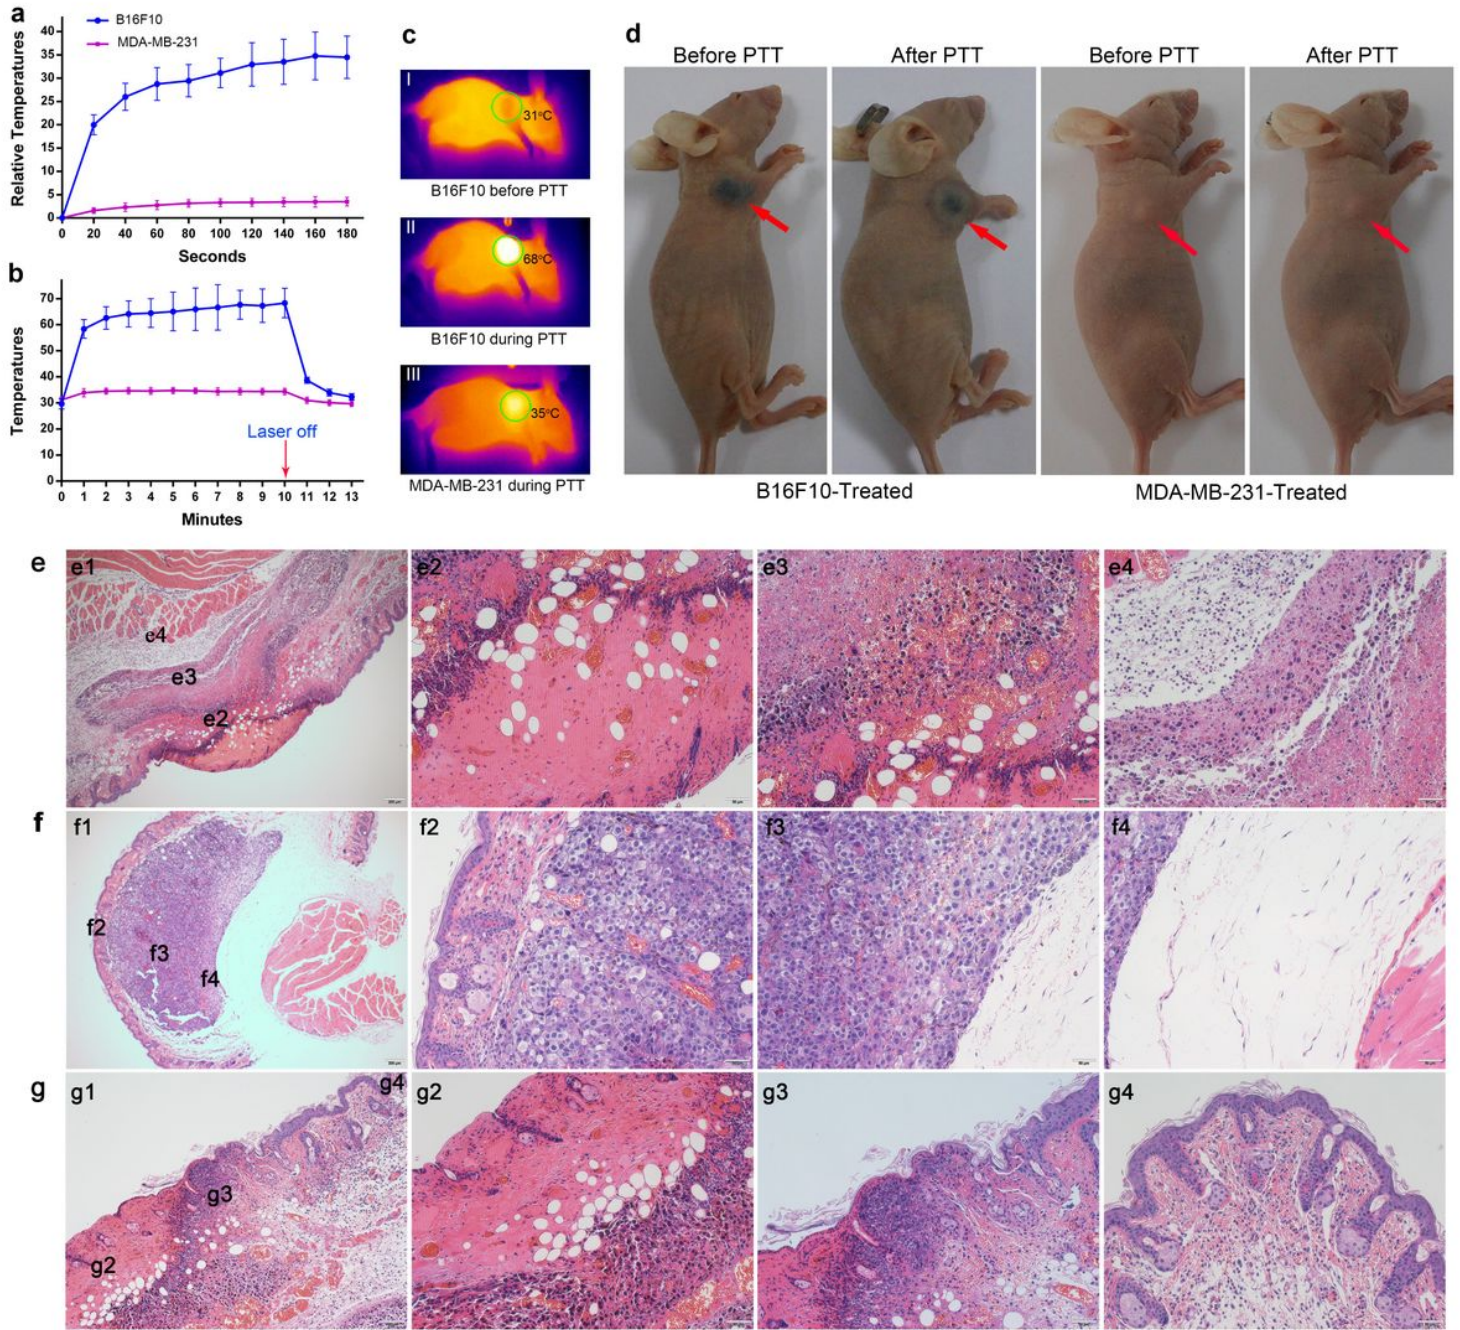 a
B16F10
MDA-MB-231
Relative Temperatures
40
35
30
25
20
15
10
5
0
0 20 40 60 80 100 120 140 160 180
Seconds
b
Temperatures
70
60
50
40
30
20
10
0
Laser off
0 1 2 3 4 5 6 7 8 9 10 11 12 13
Minutes
c
I
31°C
B16F10 before PTT
II
68°C
B16F10 during PTT
III
35°C
MDA-MB-231 during PTT
d
Before PTT After PTT Before PTT After PTT
B16F10-Treated MDA-MB-231-Treated
e
e1 e2 e3 e4
e4
e3
e2
f
f1 f2 f3 f4
f2
f3
f4
g
g1 g4 g2 g3 g4
g3
g2